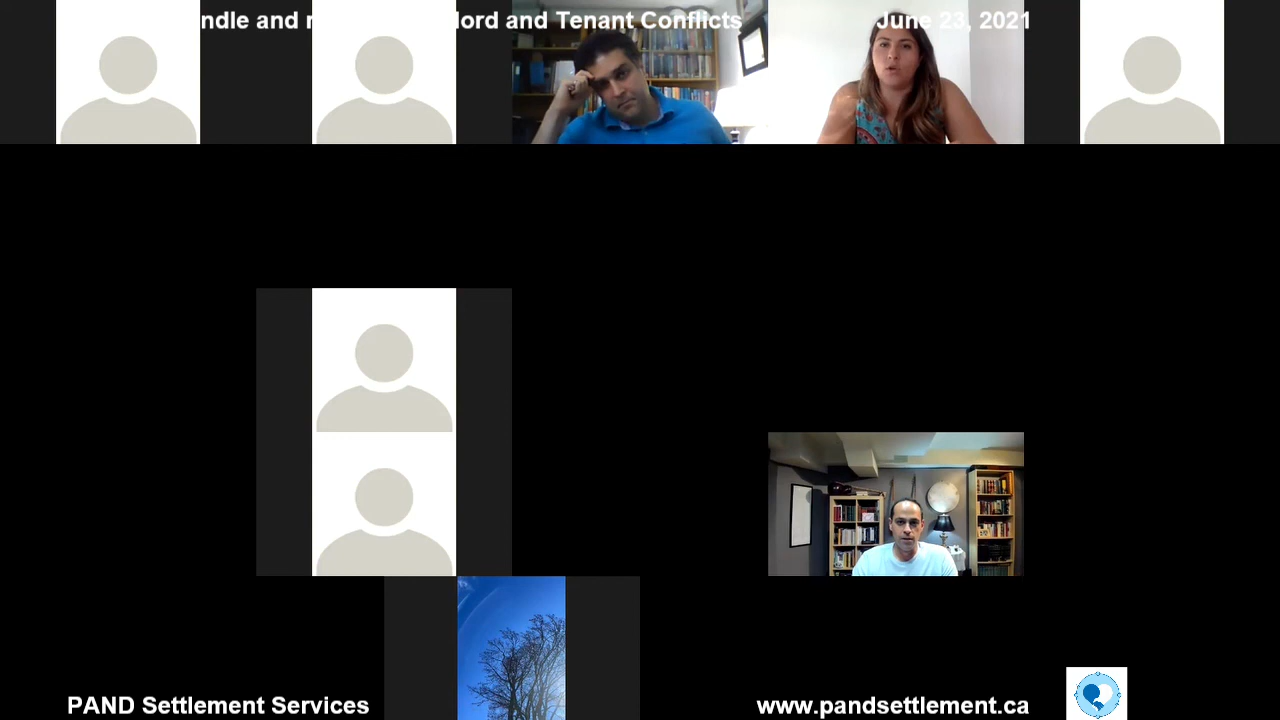 ndle and
lord and Tenant Conflicts
June 23, 2021
PAND Settlement Services
www.pandsettlement.ca